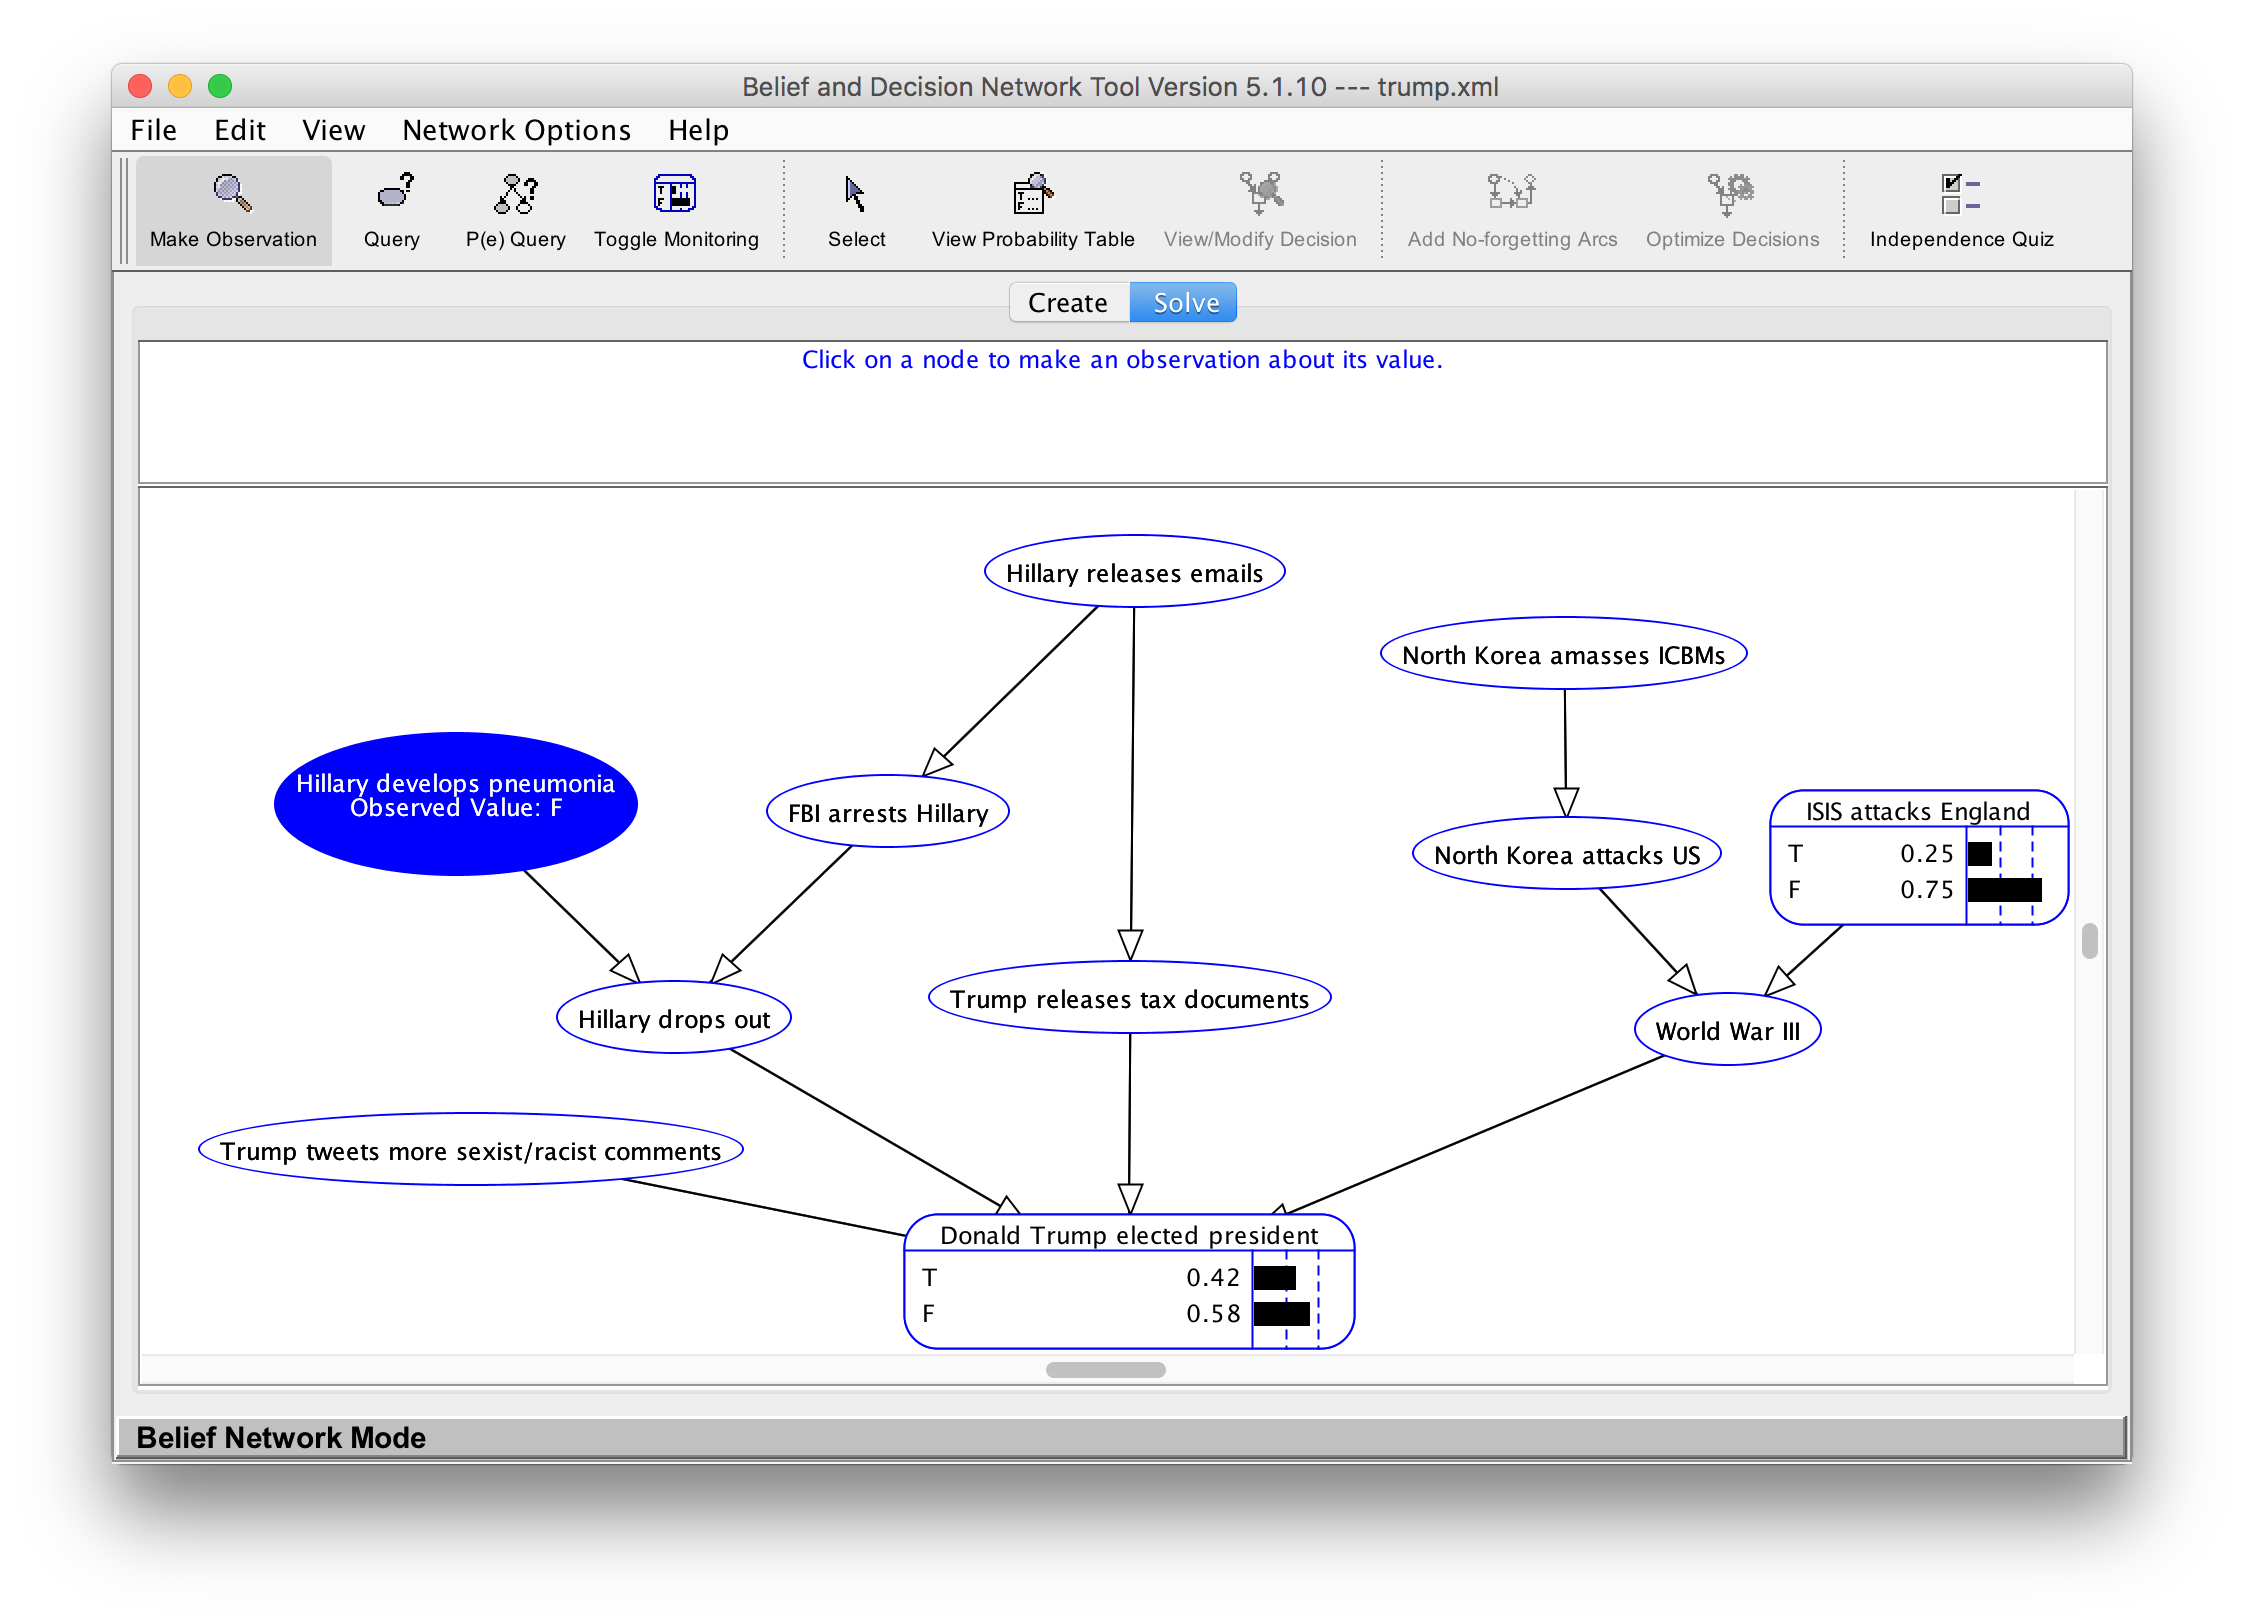 Belief and Decision Network Tool Version 5.1.10 --- trump.xml
File Edit View Network Options Help
Make Observation Query P(e) Query Toggle Monitoring Select View Probability Table View/Modify Decision Add No-forgetting Arcs Optimize Decisions Independence Quiz
Create Solve
Click on a node to make an observation about its value.
Hillary releases emails
North Korea amasses ICBMs
Hillary develops pneumonia
Observed Value: F
FBI arrests Hillary
North Korea attacks US
ISIS attacks England
T 0.25
F 0.75
Hillary drops out
Trump releases tax documents
World War III
Trump tweets more sexist/racist comments
Donald Trump elected president
T 0.42
F 0.58
Belief Network Mode